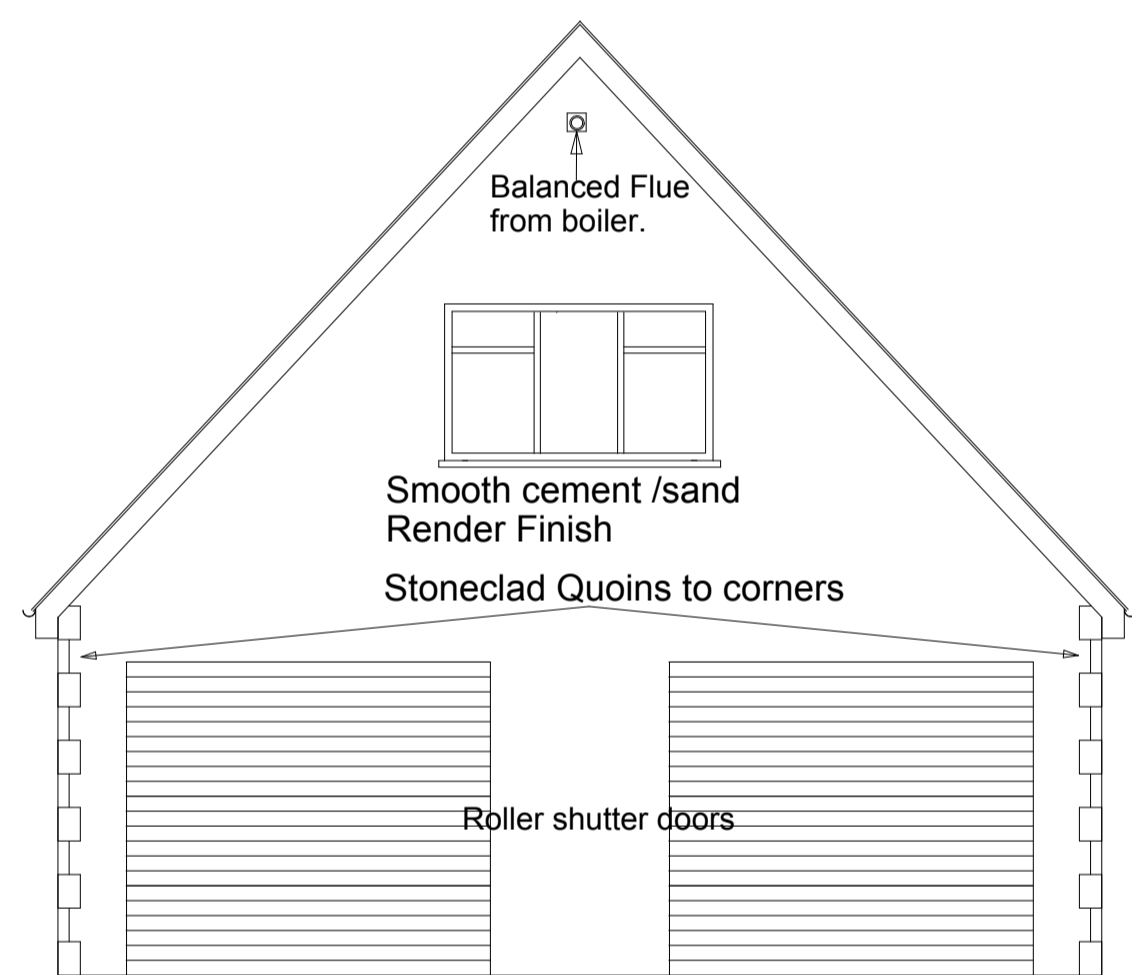 Balanced Flue
from boiler.
Smooth cement /sand
Render Finish
Stoneclad Quoins to corners
Roller shutter doors